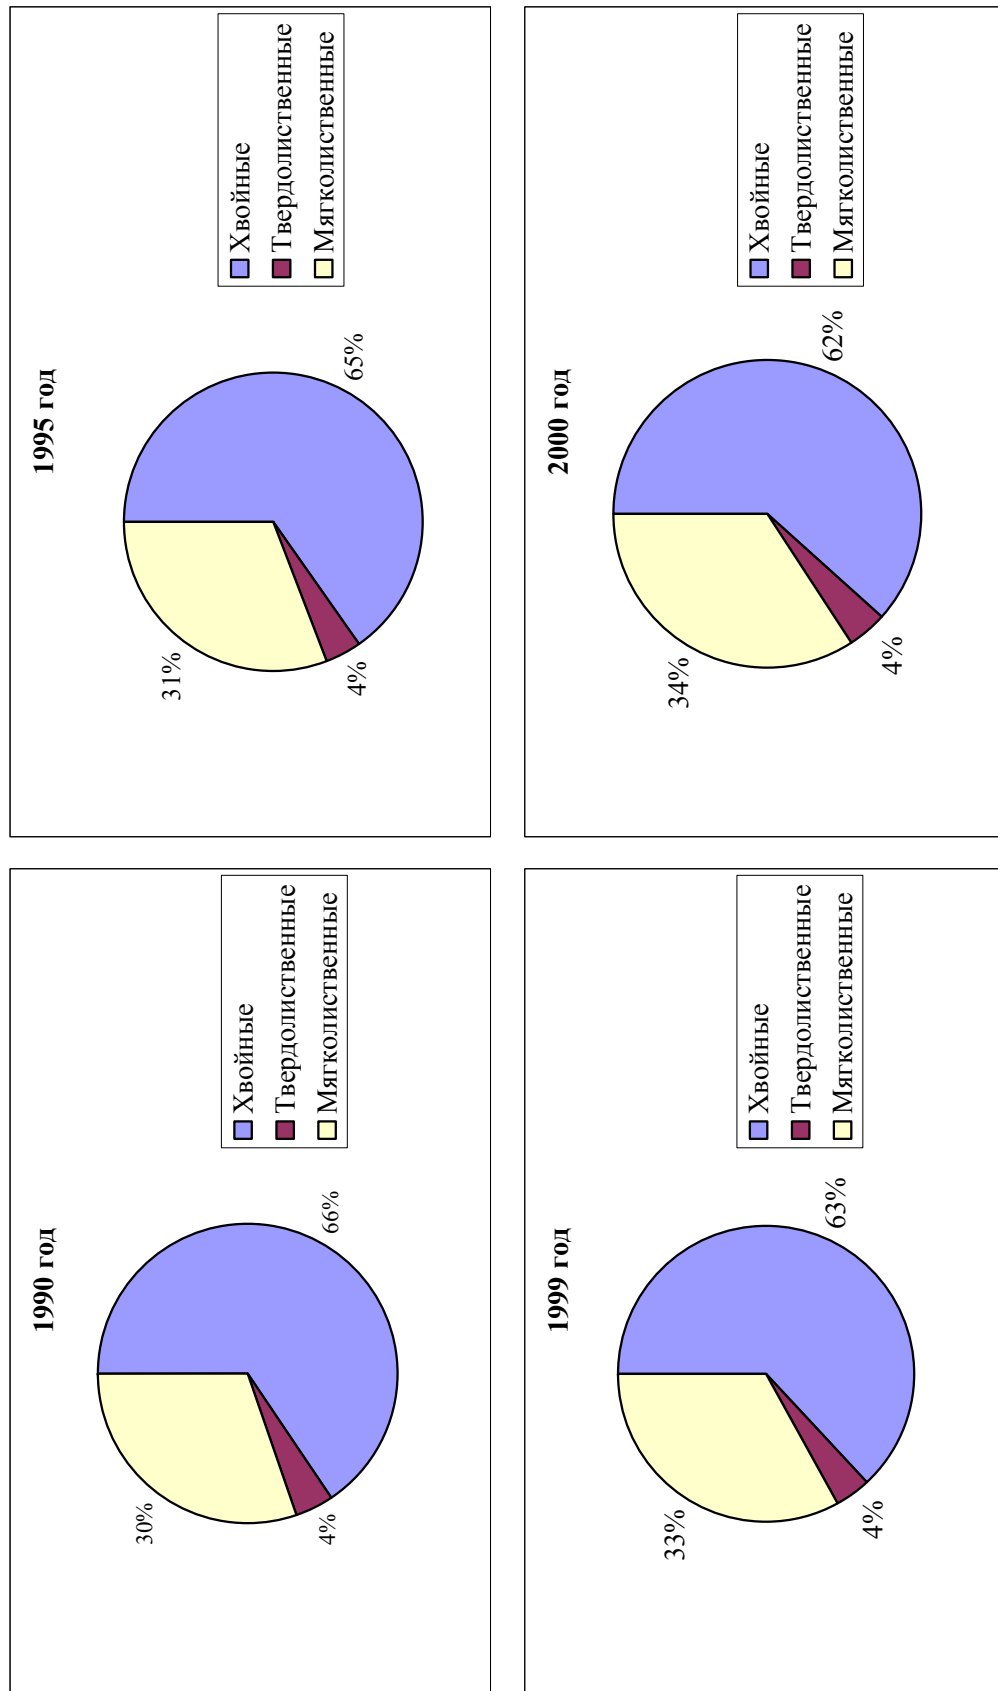 1990 год
66%
4%
30%
Хвойные
Твердолиственные
Мягколиственные
1995 год
65%
4%
31%
Хвойные
Твердолиственные
Мягколиственные
1999 год
63%
4%
33%
Хвойные
Твердолиственные
Мягколиственные
2000 год
62%
4%
34%
Хвойные
Твердолиственные
Мягколиственные